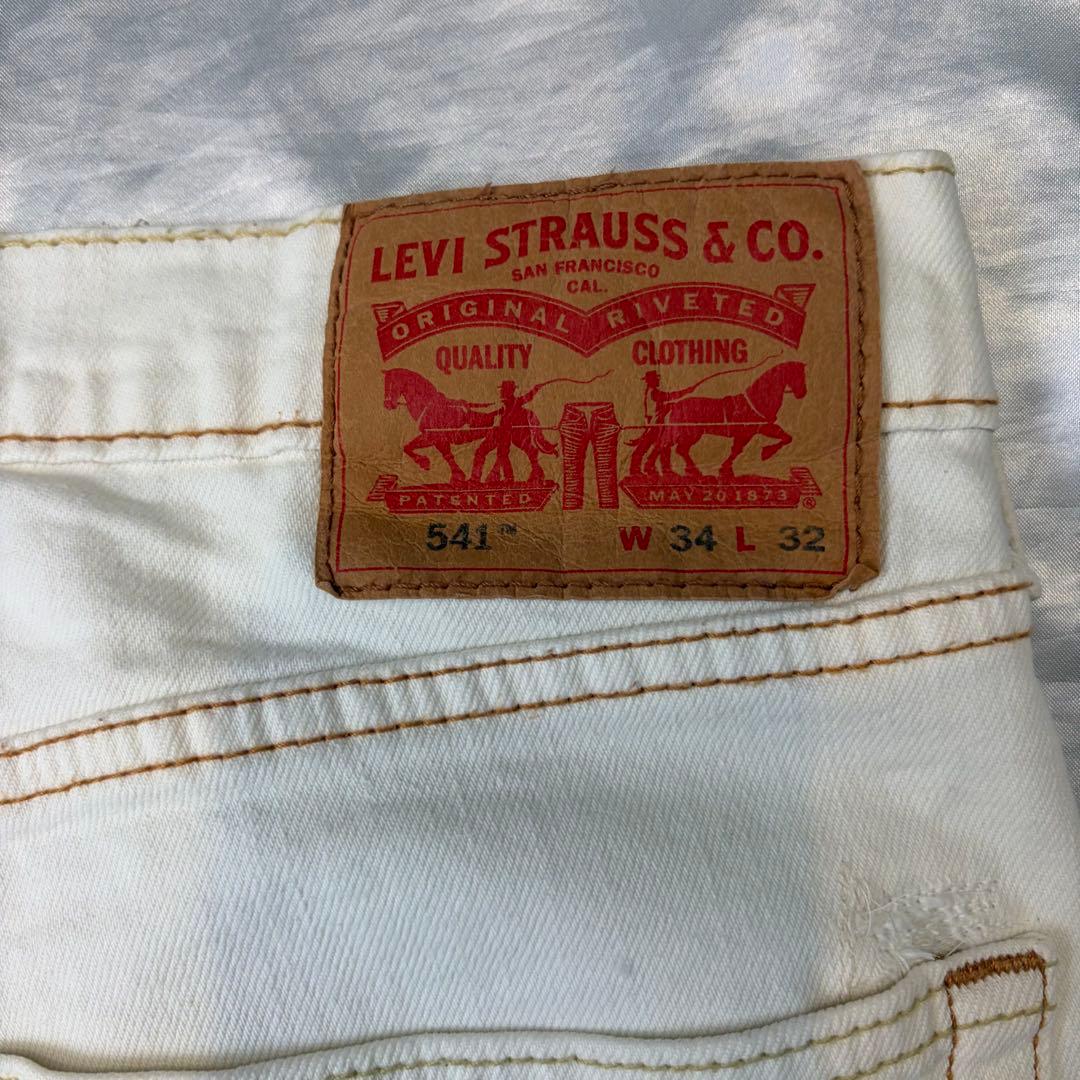 LEVI STRAUSS & CO.
SAN FRANCISCO
CAL.
ORIGINAL RIVETED
QUALITY CLOTHING
PATENTED MAY 20 1873 ®
541™ W 34 L 32